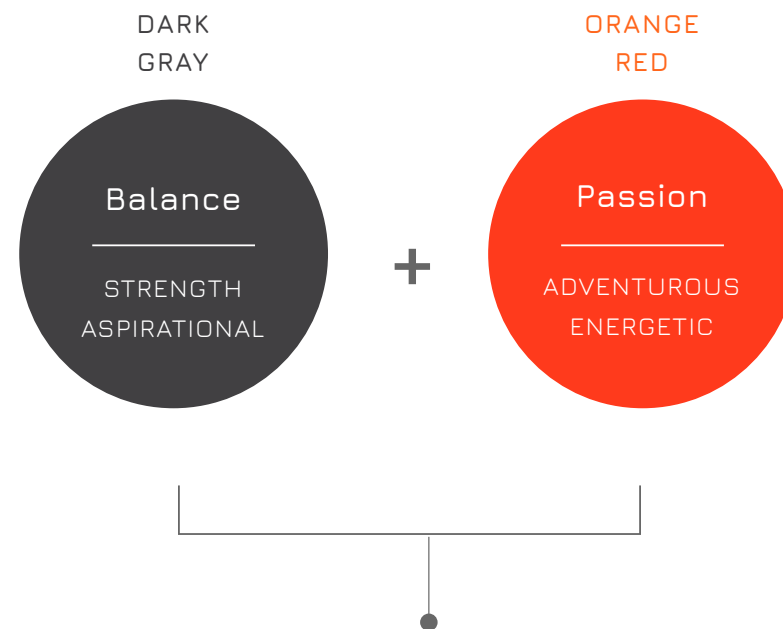 DARK
GRAY
Balance
STRENGTH
ASPIRATIONAL
+
ORANGE
RED
Passion
ADVENTUROUS
ENERGETIC